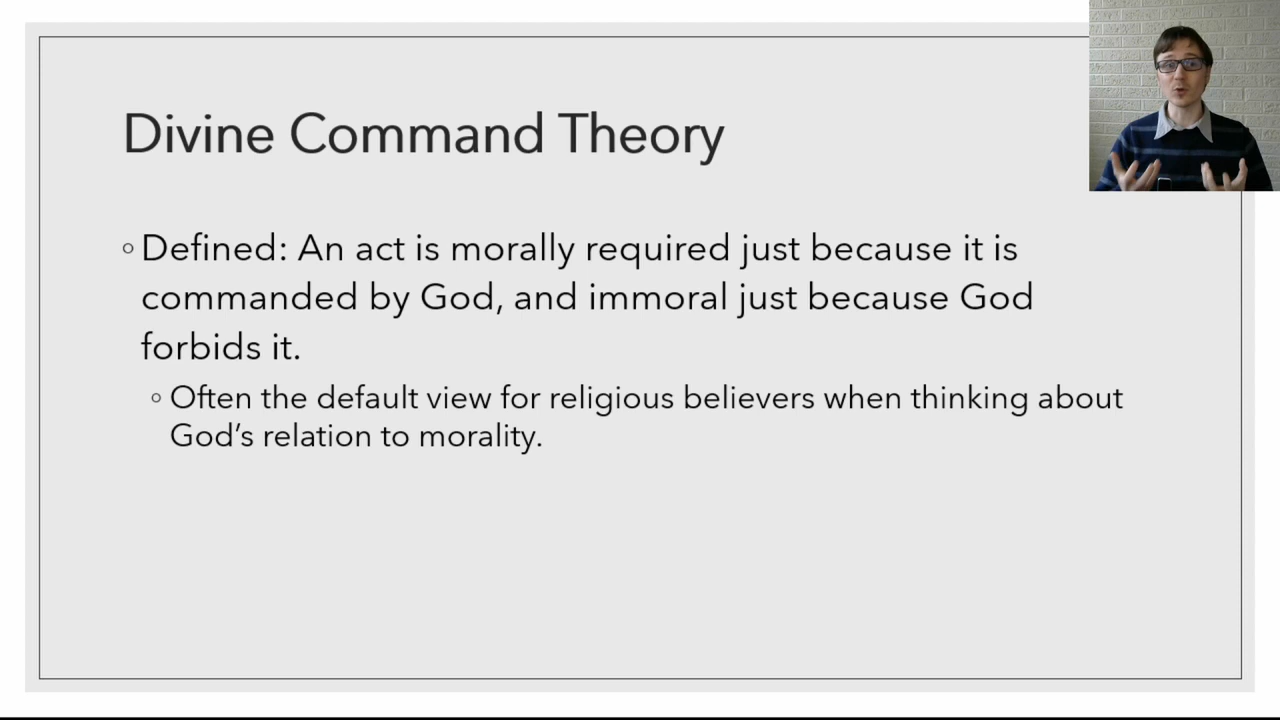 Divine Command Theory
◦ Defined: An act is morally required just because it is
commanded by God, and immoral just because God
forbids it.
◦ Often the default view for religious believers when thinking about
God’s relation to morality.